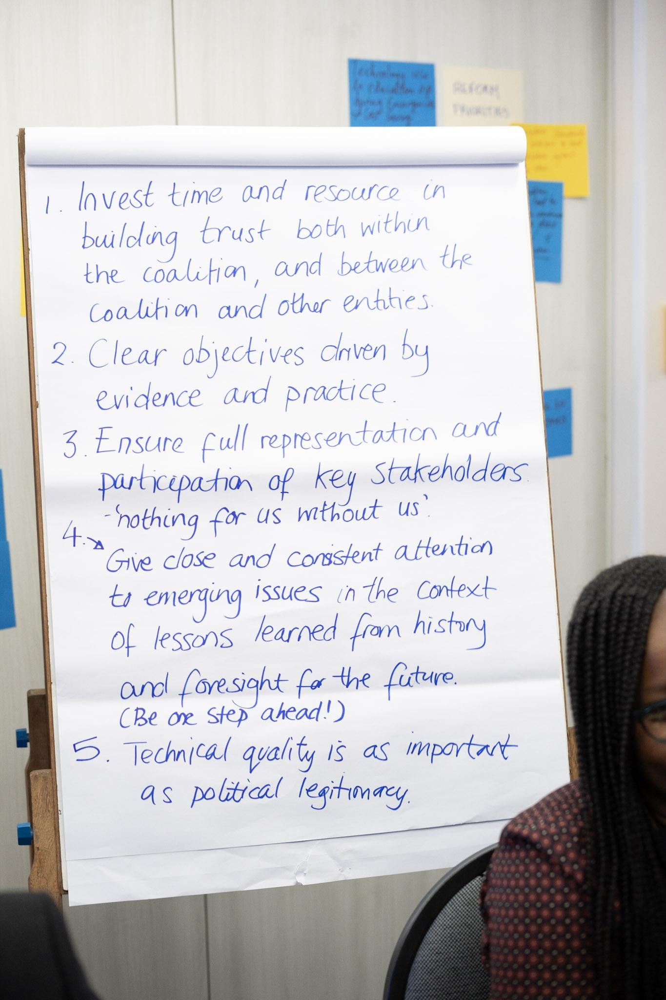 REFORM
PRIORITIES
1. Invest time and resource in
building trust both within
the coalition, and between the
coalition and other entities.
2. Clear objectives driven by
evidence and practice.
3. Ensure full representation and
participation of key stakeholders.
-'nothing for us without us'.
4.→ Give close and consistent attention
to emerging issues in the context
of lessons learned from history
and foresight for the future.
(Be one step ahead!)
5. Technical quality is as important
as political legitimacy.